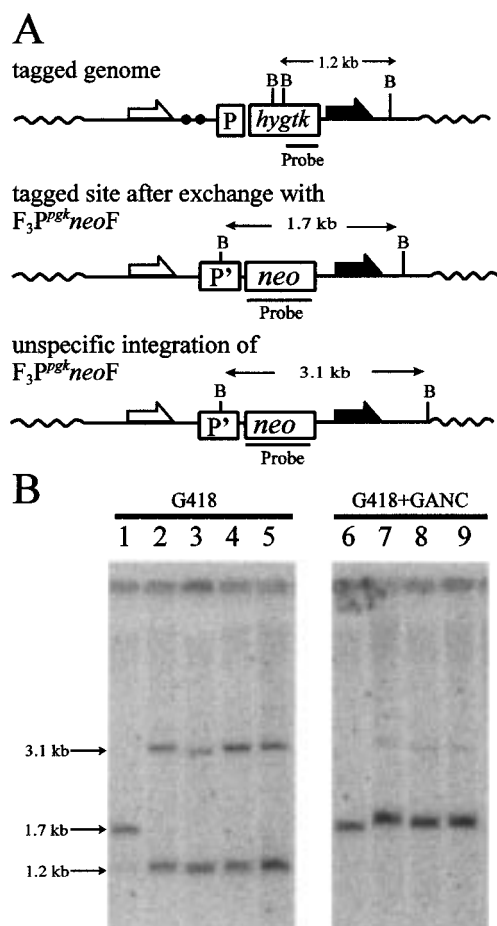 A
tagged genome
1.2 kb
B B B
P hygtk
Probe
tagged site after exchange with
F₃Pᵖᵍᵏneo F
1.7 kb
B B
P' neo
Probe
unspecific integration of
F₃Pᵖᵍᵏneo F
3.1 kb
B B
P' neo
Probe
B
G418 G418+GANC
1 2 3 4 5 6 7 8 9
3.1 kb
1.7 kb
1.2 kb